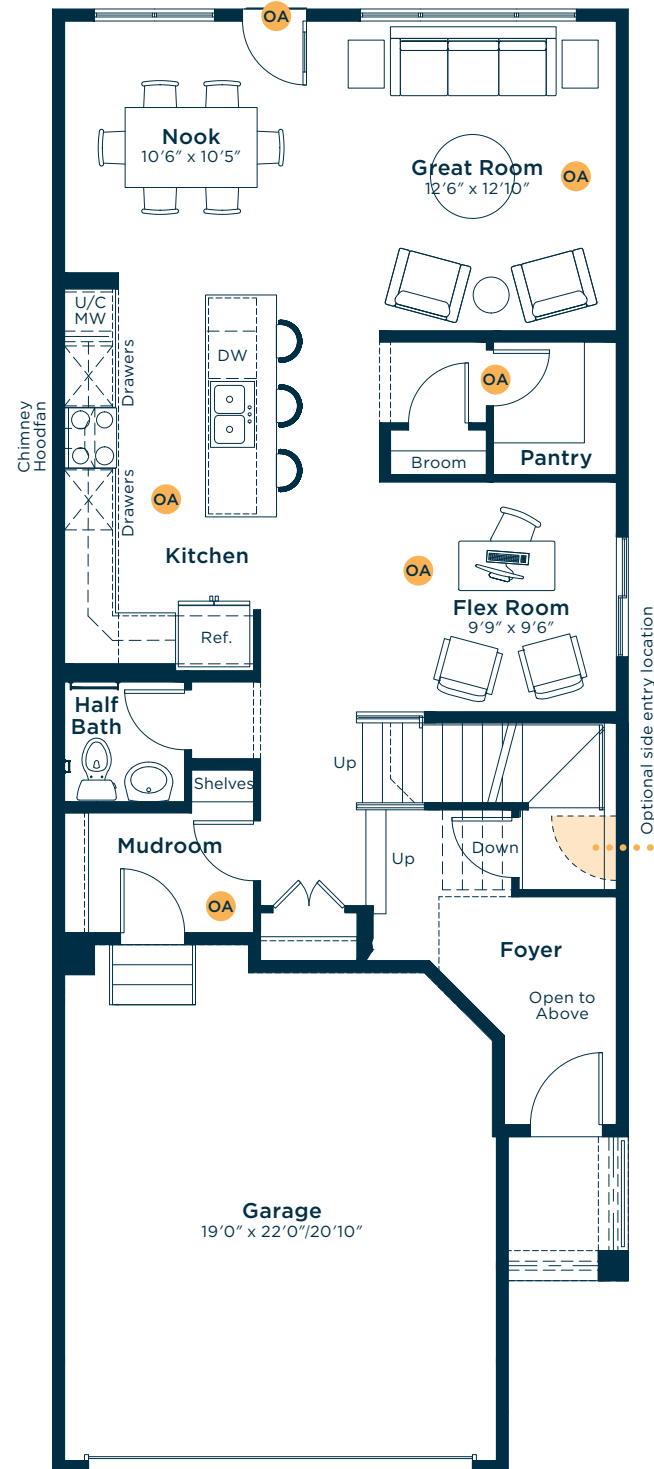 OA
Nook
10′6″ x 10′5″
Great Room
12′6″ x 12′10″
OA
U/C
MW
Drawers
DW
Chimney
Hoodfan
OA
Broom
Pantry
Drawers
OA
Kitchen
OA
Flex Room
9′9″ x 9′6″
Ref.
Optional side entry location
Half
Bath
Up
Shelves
Mudroom
Up
Down
OA
Foyer
Open to
Above
Garage
19′0″ x 22′0″/20′10″